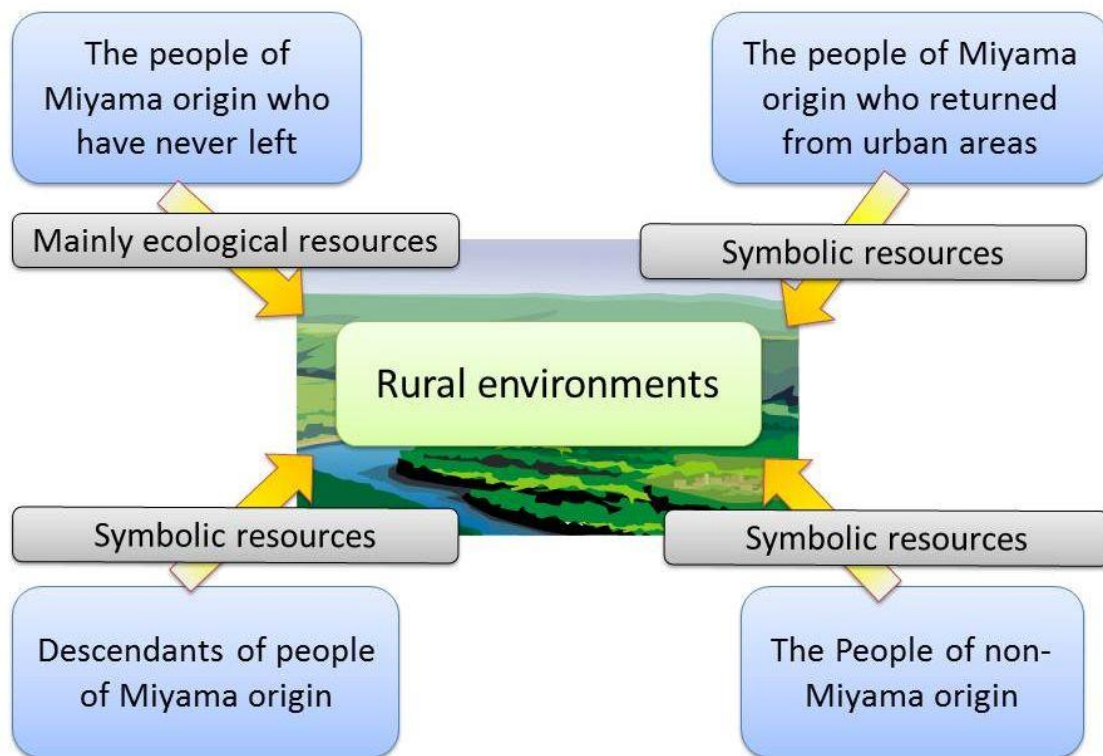 The people of
Miyama origin who
have never left
The people of Miyama
origin who returned
from urban areas
Mainly ecological resources
Symbolic resources
Rural environments
Symbolic resources
Symbolic resources
Descendants of people
of Miyama origin
The People of non-
Miyama origin